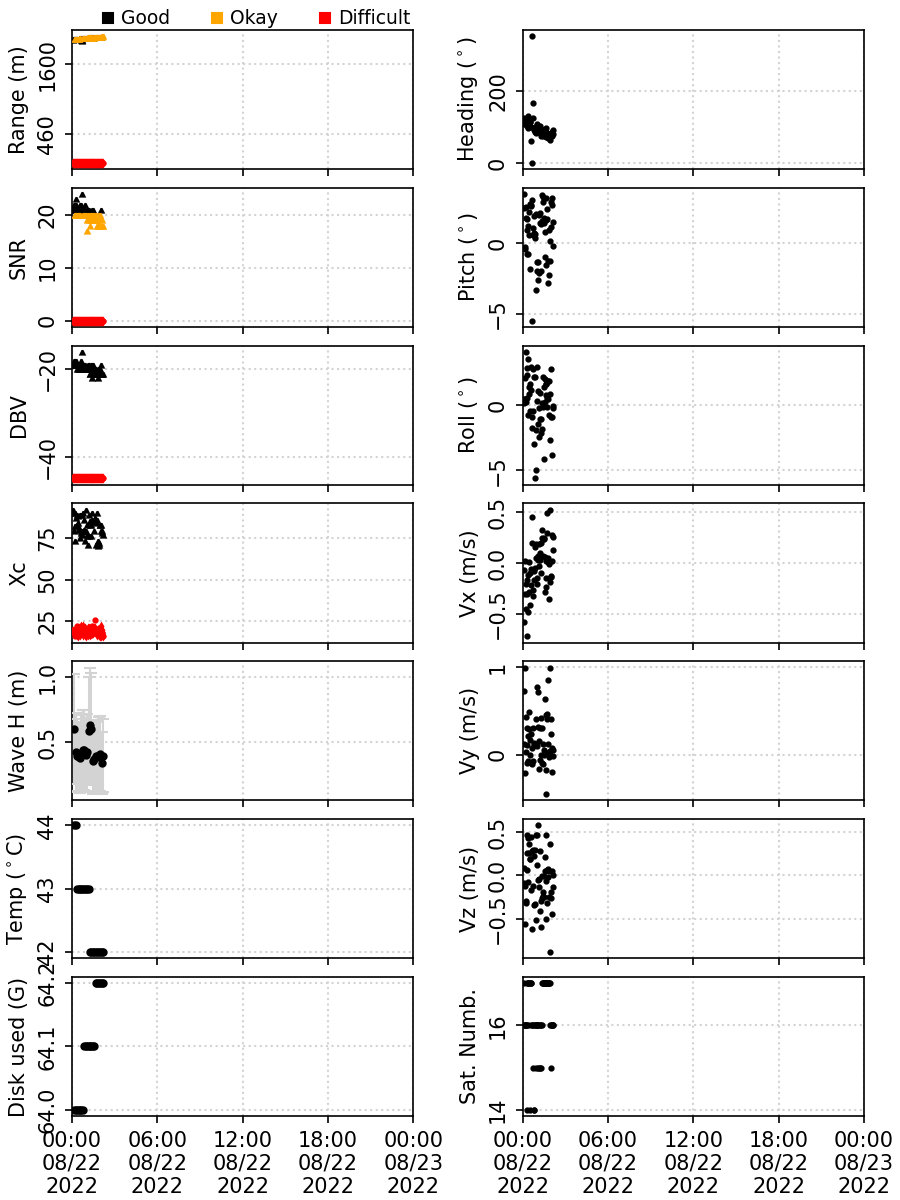 Good Okay Difficult
Range (m)
1600
460
Heading (°)
200
0
SNR
20
10
0
Pitch (°)
0
−5
DBV
−20
−40
Roll (°)
0
−5
Xc
75
50
25
Vx (m/s)
0.5
0.0
−0.5
Wave H (m)
1.0
0.5
Vy (m/s)
1
0
Temp (°C)
44
43
42
Vz (m/s)
0.5
0.0
−0.5
Disk used (G)
64.2
64.1
64.0
Sat. Numb.
16
14
00:00 06:00 12:00 18:00 00:00
08/22 08/22 08/22 08/22 08/23
2022 2022 2022 2022 2022
00:00 06:00 12:00 18:00 00:00
08/22 08/22 08/22 08/22 08/23
2022 2022 2022 2022 2022